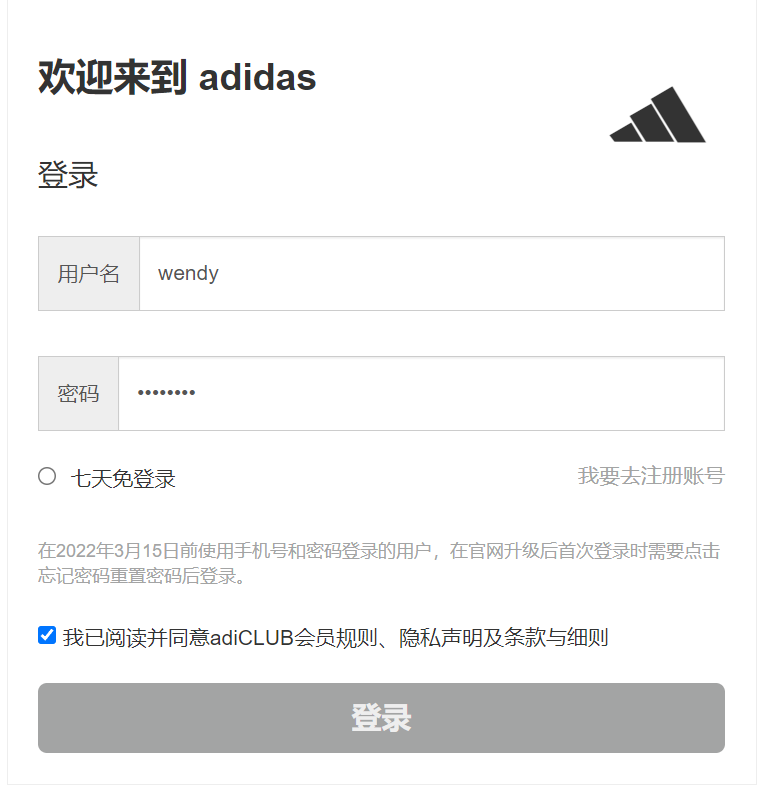 欢迎来到 adidas
登录
用户名 wendy
密码 ••••••••
七天免登录 我要去注册账号
在2022年3月15日前使用手机号和密码登录的用户，在官网升级后首次登录时需要点击
忘记密码重置密码后登录。
我已阅读并同意adiCLUB会员规则、隐私声明及条款与细则
登录